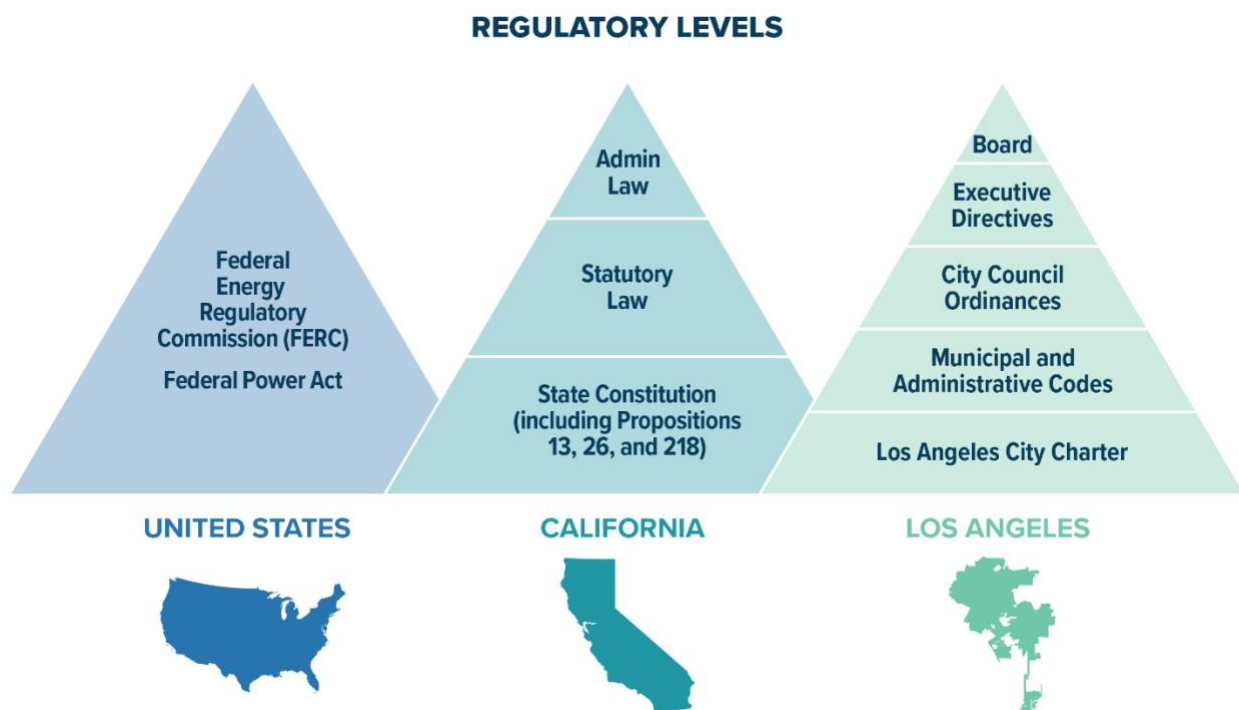 REGULATORY LEVELS
Federal
Energy
Regulatory
Commission (FERC)
Federal Power Act
Admin
Law
Statutory
Law
State Constitution
(including Propositions
13, 26, and 218)
Board
Executive
Directives
City Council
Ordinances
Municipal and
Administrative Codes
Los Angeles City Charter
UNITED STATES
CALIFORNIA
LOS ANGELES